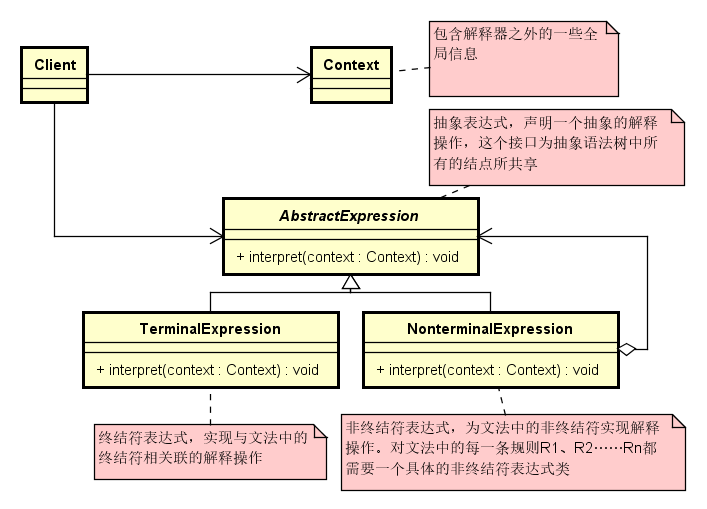 Client
Context
包含解释器之外的一些全
局信息
抽象表达式，声明一个抽象的解释
操作，这个接口为抽象语法树中所
有的结点所共享
AbstractExpression
+ interpret(context : Context) : void
TerminalExpression
+ interpret(context : Context) : void
NonterminalExpression
+ interpret(context : Context) : void
终结符表达式，实现与文法中的
终结符相关联的解释操作
非终结符表达式，为文法中的非终结符实现解释
操作。对文法中的每一条规则R1、R2……Rn都
需要一个具体的非终结符表达式类